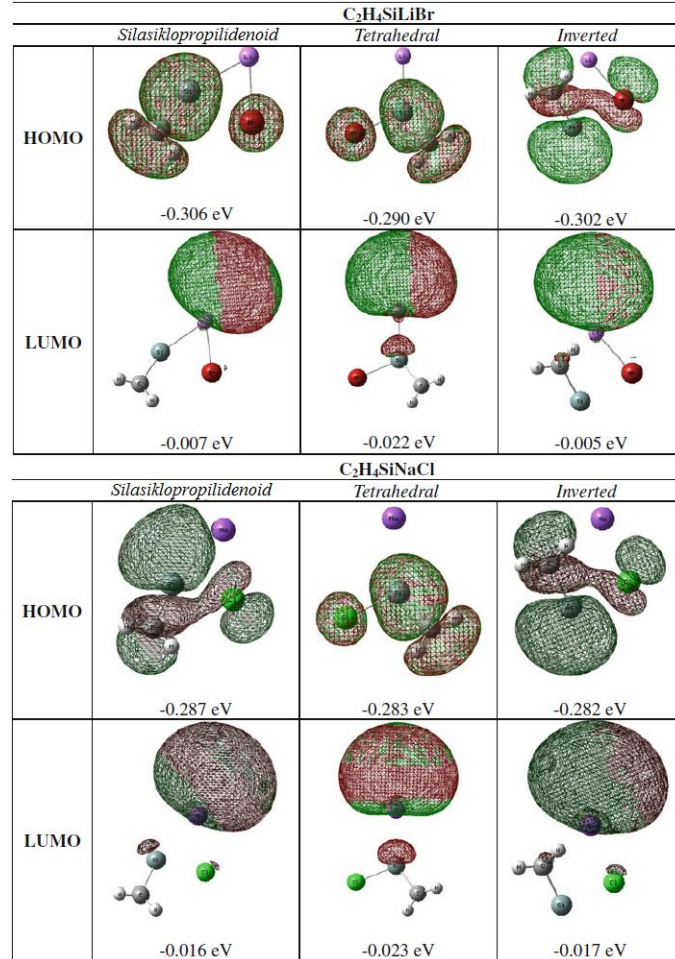 C₂H₄SiLiBr
Silasiklopropilidenoid Tetrahedral Inverted
HOMO
-0.306 eV -0.290 eV -0.302 eV
LUMO
-0.007 eV -0.022 eV -0.005 eV
C₂H₄SiNaCl
Silasiklopropilidenoid Tetrahedral Inverted
HOMO
-0.287 eV -0.283 eV -0.282 eV
LUMO
-0.016 eV -0.023 eV -0.017 eV